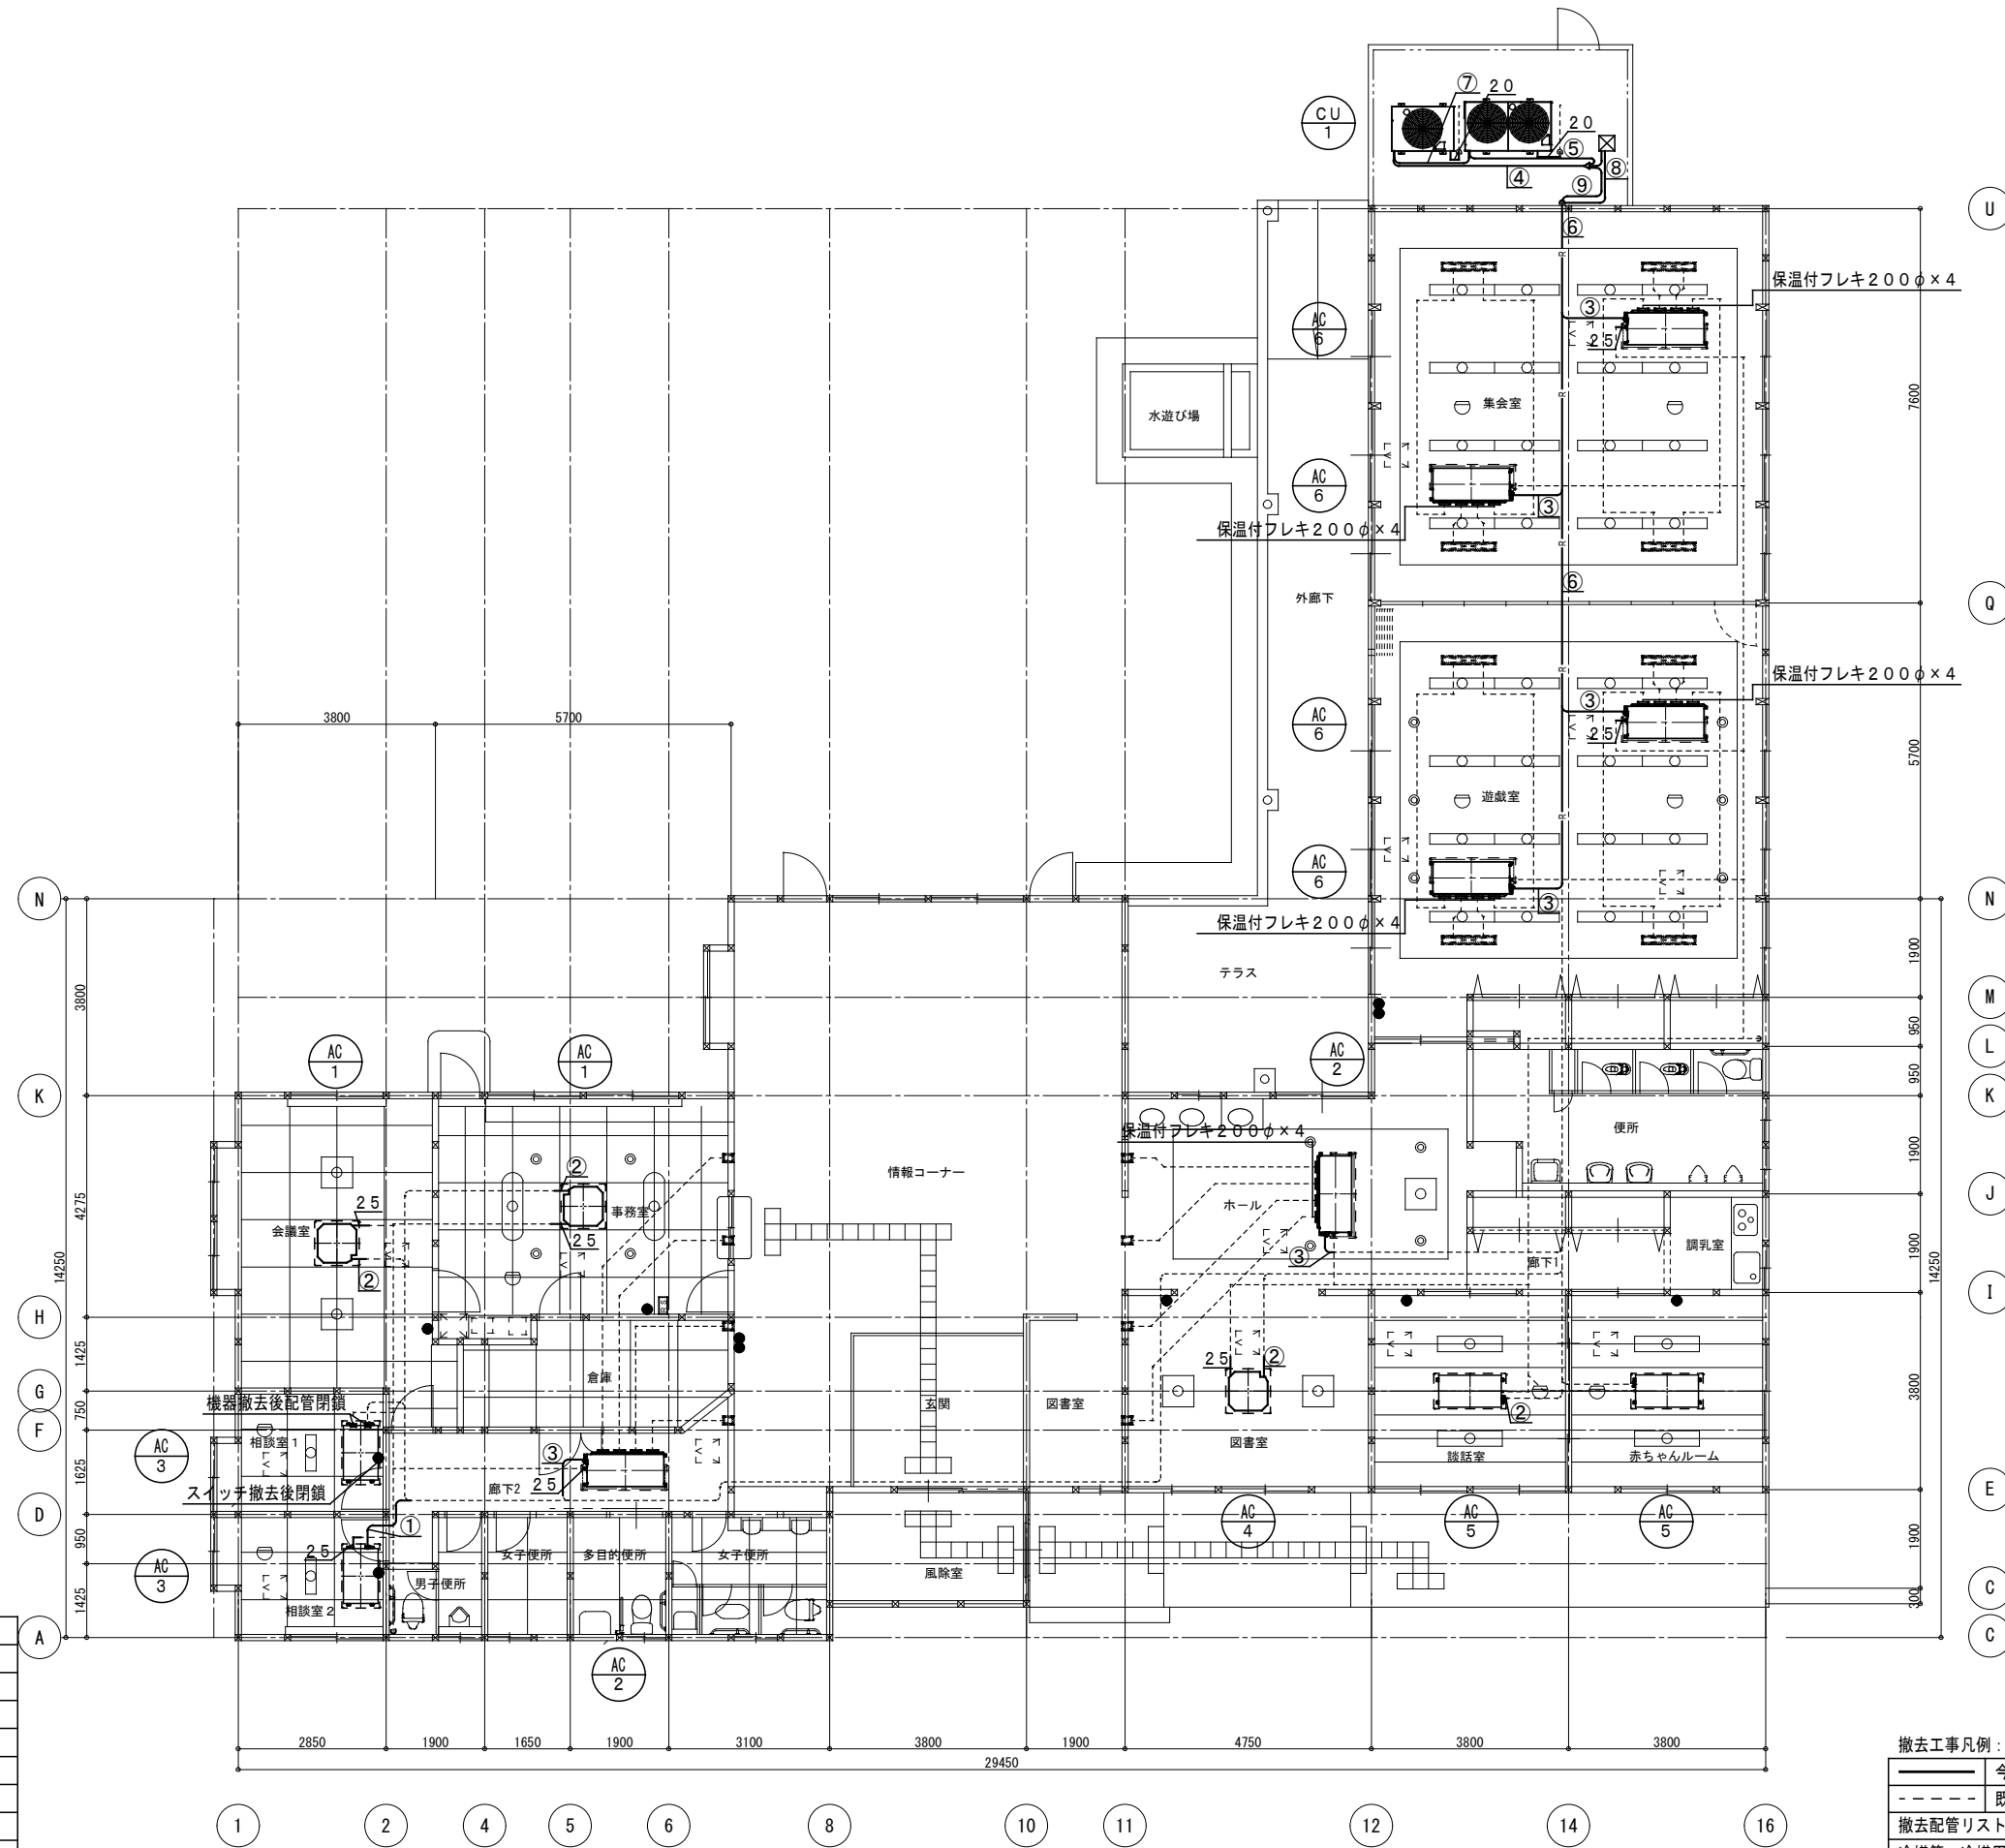 ⑦
20
CU
1
20
⑤
⑧
④
⑨
U
⑥
保温付フレキ200φ×4
③
AC
6
25
7600
集会室
水遊び場
AC
6
③
保温付フレキ200φ×4
⑥
外廊下
Q
保温付フレキ200φ×4
③
3800
5700
AC
6
25
5700
遊戯室
AC
6
N
③
N
保温付フレキ200φ×4
1900
テラス
3800
M
950
AC
1
AC
1
AC
2
L
950
K
K
便所
保温付フレキ200φ×4
1900
情報コーナー
②
J
4275
25
事務室
ホール
会議室
25
調乳室
1900
②
③
廊下1
14250
14250
I
H
1425
25
②
倉庫
G
機器撤去後配管閉鎖
玄関
図書室
3800
750
②
F
相談室1
図書室
談話室
赤ちゃんルーム
AC
3
③
1625
スイッチ撤去後閉鎖
廊下2
25
E
D
①
AC
4
AC
5
AC
5
950
25
女子便所
多目的便所
女子便所
1900
AC
3
男子便所
風除室
1425
相談室2
C
300
A
C
AC
2
2850
1900
1650
1900
3100
3800
1900
4750
3800
3800
撤去工事凡例:
29450
既
撤去配管リスト
1
2
4
5
6
8
10
11
12
14
16